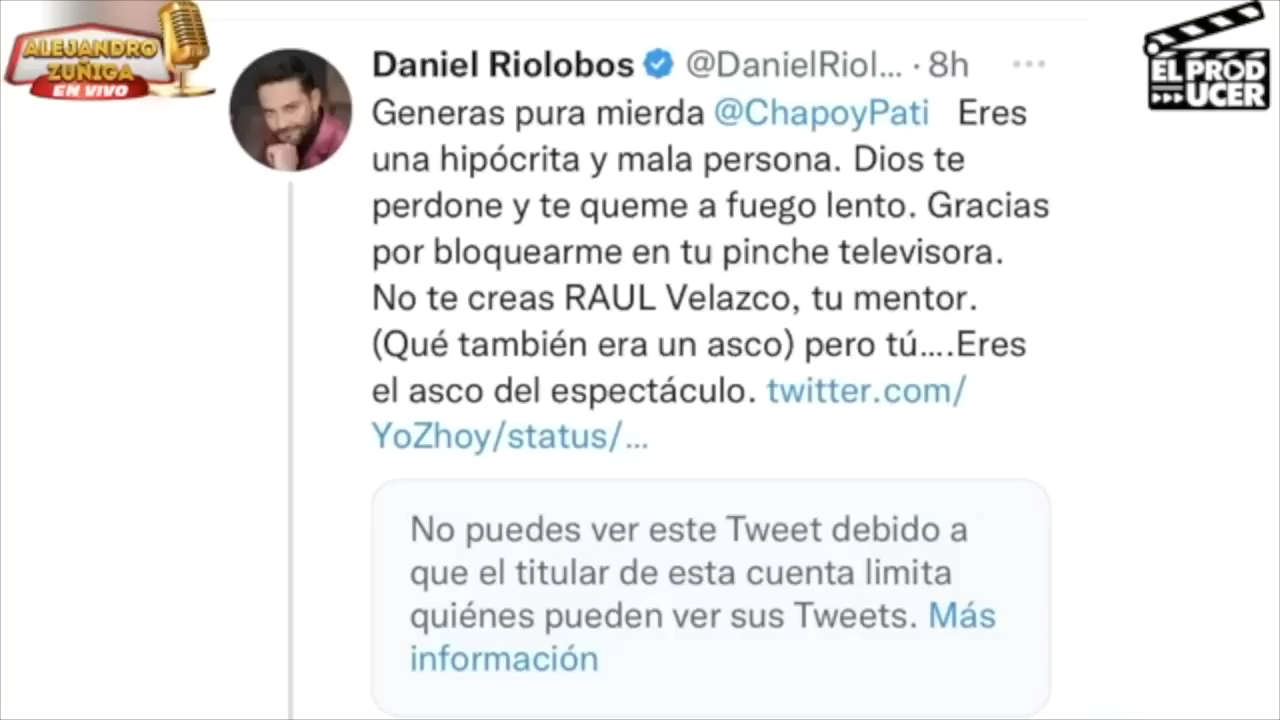 ALEJANDRO
ZUÑIGA
EN VIVO
EL PROD
UCER
Daniel Riolobos @DanielRiol... · 8h
Generas pura mierda @ChapoyPati Eres
una hipócrita y mala persona. Dios te
perdone y te queme a fuego lento. Gracias
por bloquearme en tu pinche televisora.
No te creas RAUL Velazco, tu mentor.
(Qué también era un asco) pero tú....Eres
el asco del espectáculo. twitter.com/
YoZhoy/status/...
No puedes ver este Tweet debido a
que el titular de esta cuenta limita
quiénes pueden ver sus Tweets. Más
información